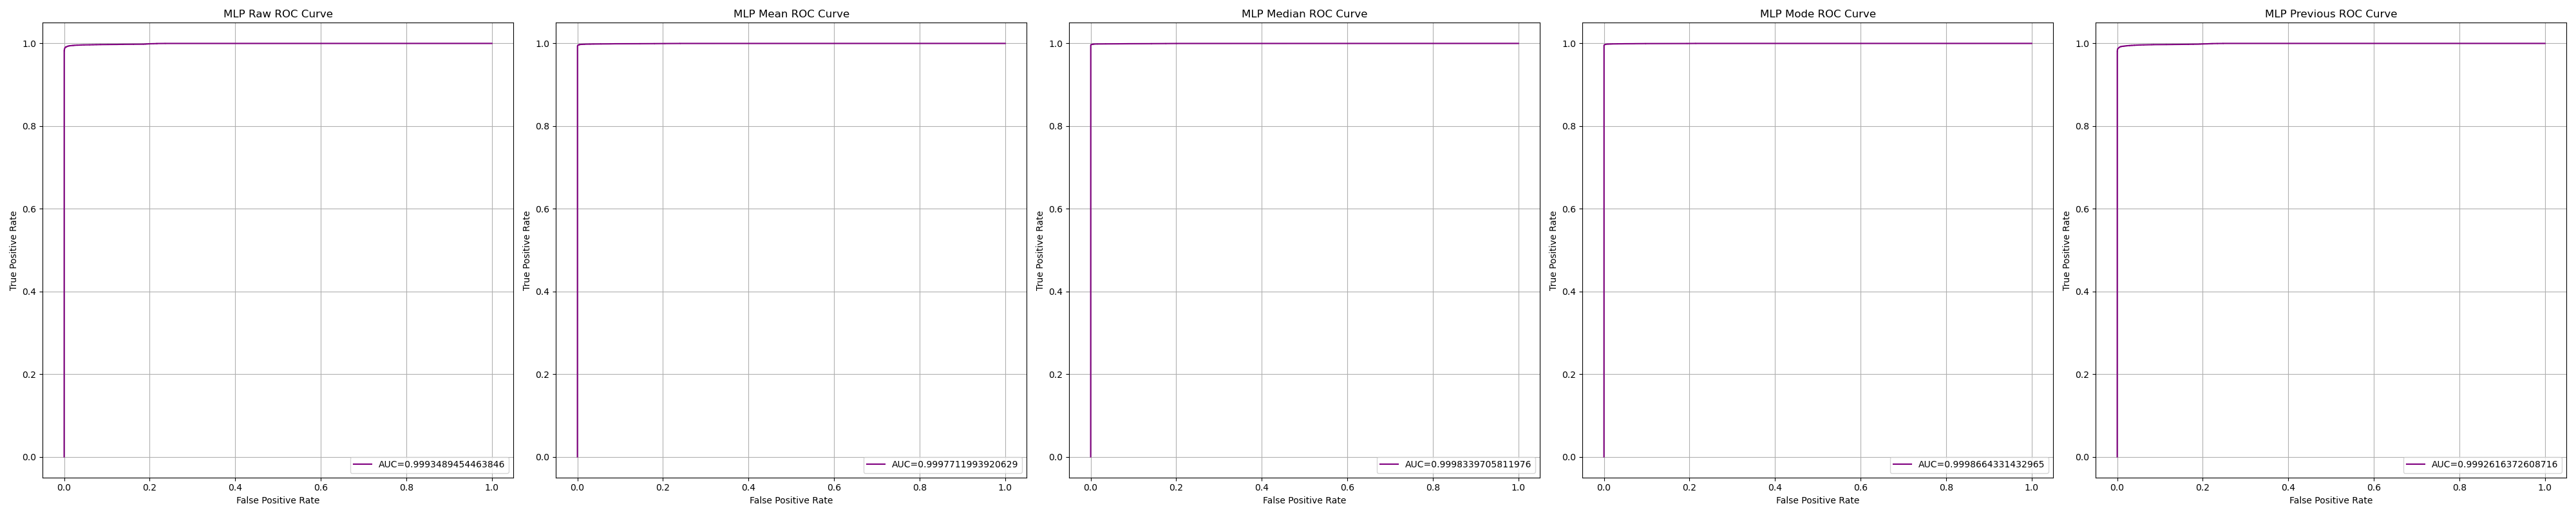 MLP Raw ROC Curve
1.0
0.8
0.6
0.4
0.2
0.0
True Positive Rate
AUC=0.9993489454463846
0.0 0.2 0.4 0.6 0.8 1.0
False Positive Rate
MLP Mean ROC Curve
1.0
0.8
0.6
0.4
0.2
0.0
True Positive Rate
AUC=0.9997711993920629
0.0 0.2 0.4 0.6 0.8 1.0
False Positive Rate
MLP Median ROC Curve
1.0
0.8
0.6
0.4
0.2
0.0
True Positive Rate
AUC=0.9998339705811976
0.0 0.2 0.4 0.6 0.8 1.0
False Positive Rate
MLP Mode ROC Curve
1.0
0.8
0.6
0.4
0.2
0.0
True Positive Rate
AUC=0.9998664331432965
0.0 0.2 0.4 0.6 0.8 1.0
False Positive Rate
MLP Previous ROC Curve
1.0
0.8
0.6
0.4
0.2
0.0
True Positive Rate
AUC=0.9992616372608716
0.0 0.2 0.4 0.6 0.8 1.0
False Positive Rate